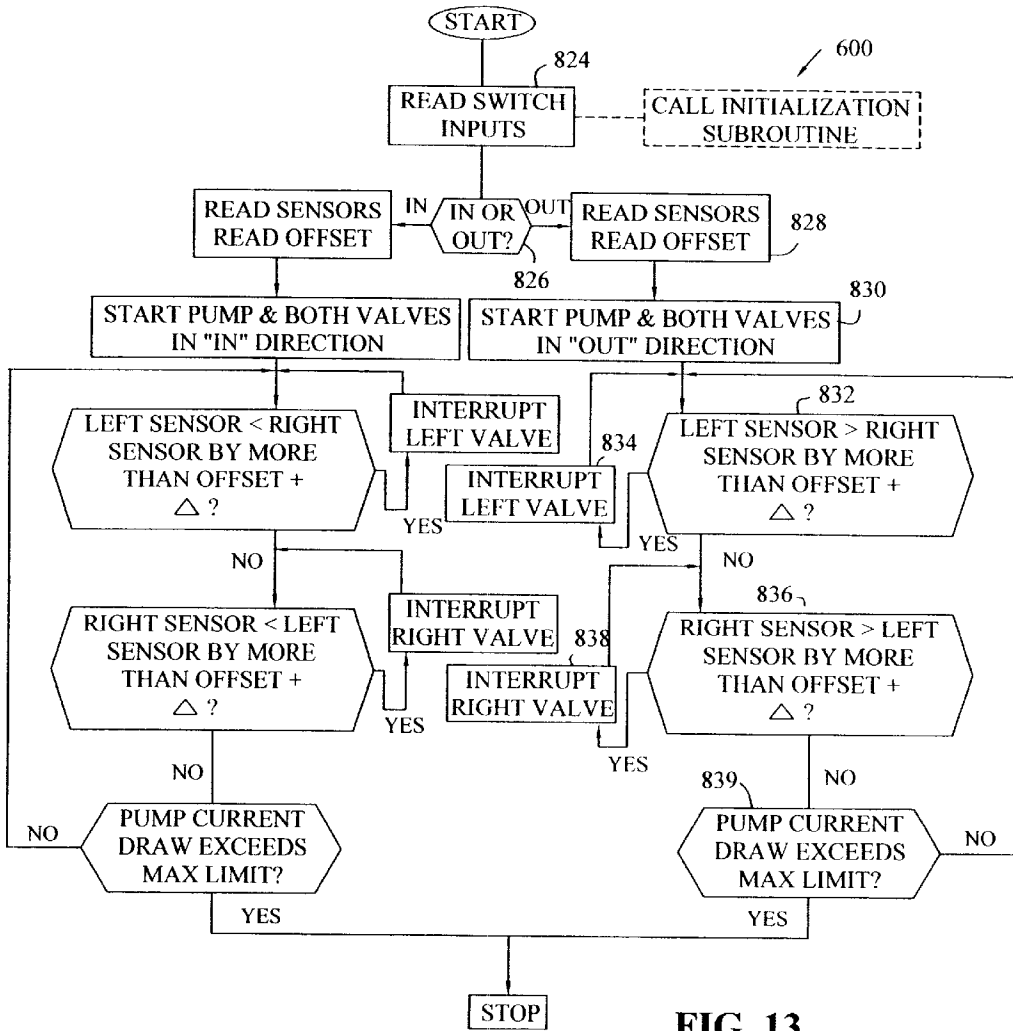 START
824
600
READ SWITCH
INPUTS
CALL INITIALIZATION
SUBROUTINE
READ SENSORS
READ OFFSET
IN
IN OR
OUT?
OUT
826
READ SENSORS
READ OFFSET
828
START PUMP & BOTH VALVES
IN "IN" DIRECTION
START PUMP & BOTH VALVES
IN "OUT" DIRECTION
830
LEFT SENSOR < RIGHT
SENSOR BY MORE
THAN OFFSET +
△ ?
INTERRUPT
LEFT VALVE
YES
NO
834
INTERRUPT
LEFT VALVE
YES
832
LEFT SENSOR > RIGHT
SENSOR BY MORE
THAN OFFSET +
△ ?
NO
RIGHT SENSOR < LEFT
SENSOR BY MORE
THAN OFFSET +
△ ?
INTERRUPT
RIGHT VALVE
YES
NO
838
INTERRUPT
RIGHT VALVE
YES
836
RIGHT SENSOR > LEFT
SENSOR BY MORE
THAN OFFSET +
△ ?
NO
NO
PUMP CURRENT
DRAW EXCEEDS
MAX LIMIT?
YES
839
PUMP CURRENT
DRAW EXCEEDS
MAX LIMIT?
NO
YES
STOP
FIG. 13